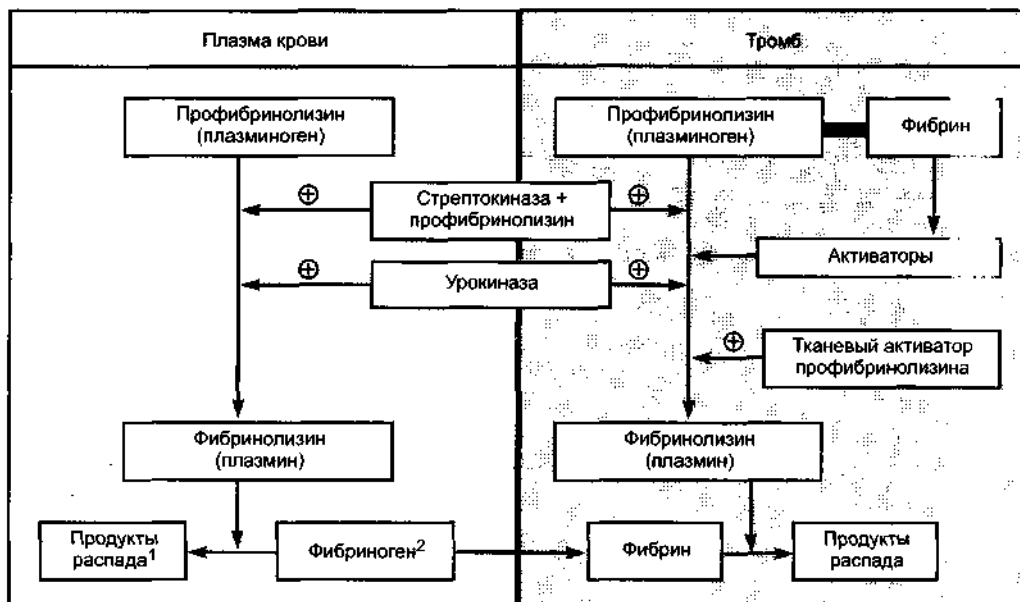 Плазма крови
Тромб
Профибринолизин
(плазминоген)
Профибринолизин
(плазминоген)
Фибрин
⊕
Стрептокиназа +
профибринолизин
⊕
Активаторы
⊕
Урокиназа
⊕
⊕
Тканевый активатор
профибринолизина
Фибринолизин
(плазмин)
Фибринолизин
(плазмин)
Продукты
распада1
Фибриноген2
Фибрин
Продукты
распада